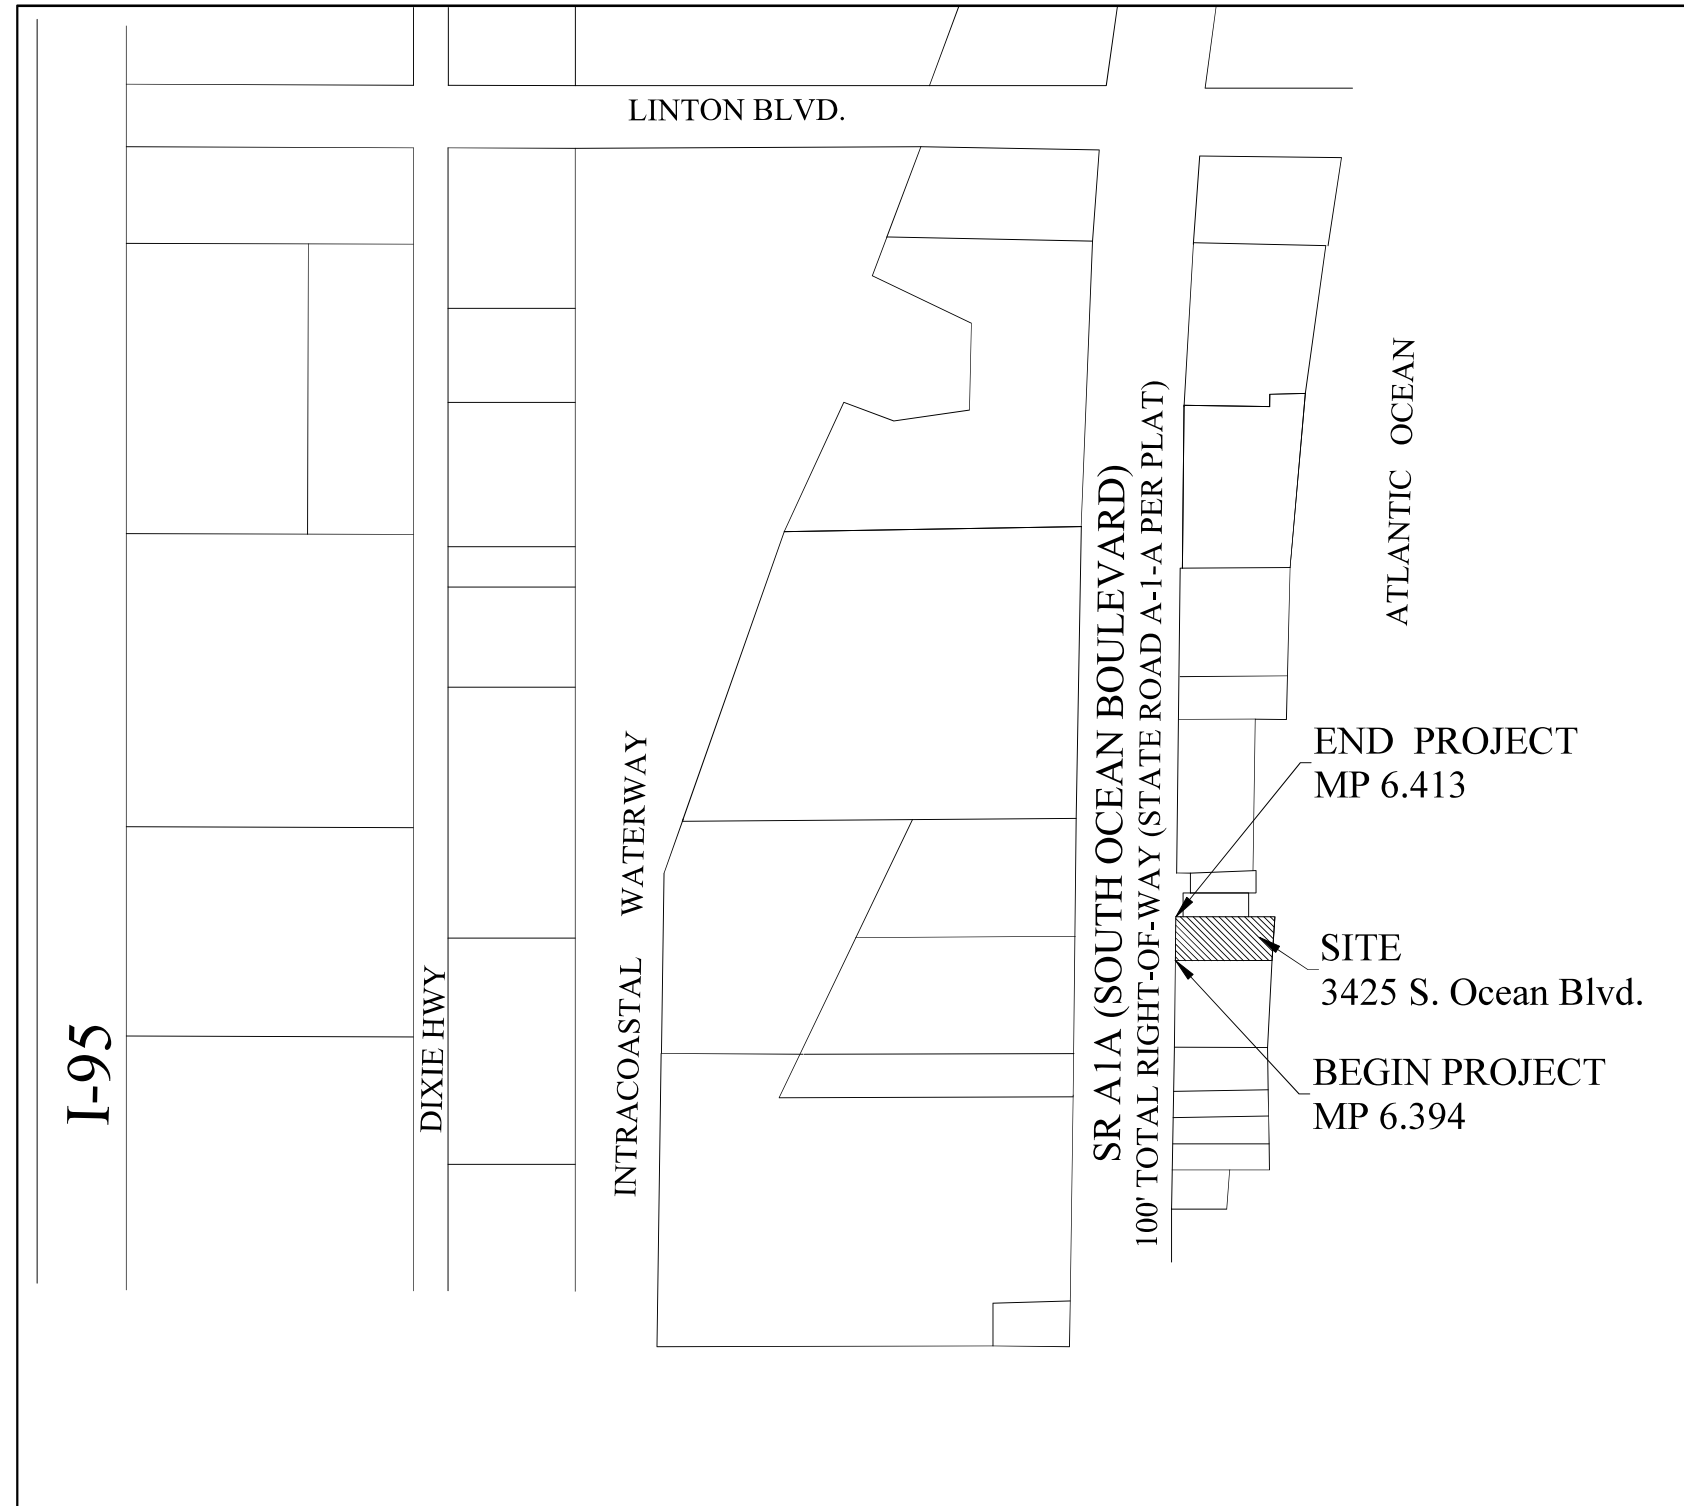 LINTON BLVD.
I-95
DIXIE HWY
INTRACOASTAL WATERWAY
SR A1A (SOUTH OCEAN BOULEVARD)
100' TOTAL RIGHT-OF-WAY (STATE ROAD A-1-A PER PLAT)
ATLANTIC OCEAN
END PROJECT
MP 6.413
SITE
3425 S. Ocean Blvd.
BEGIN PROJECT
MP 6.394